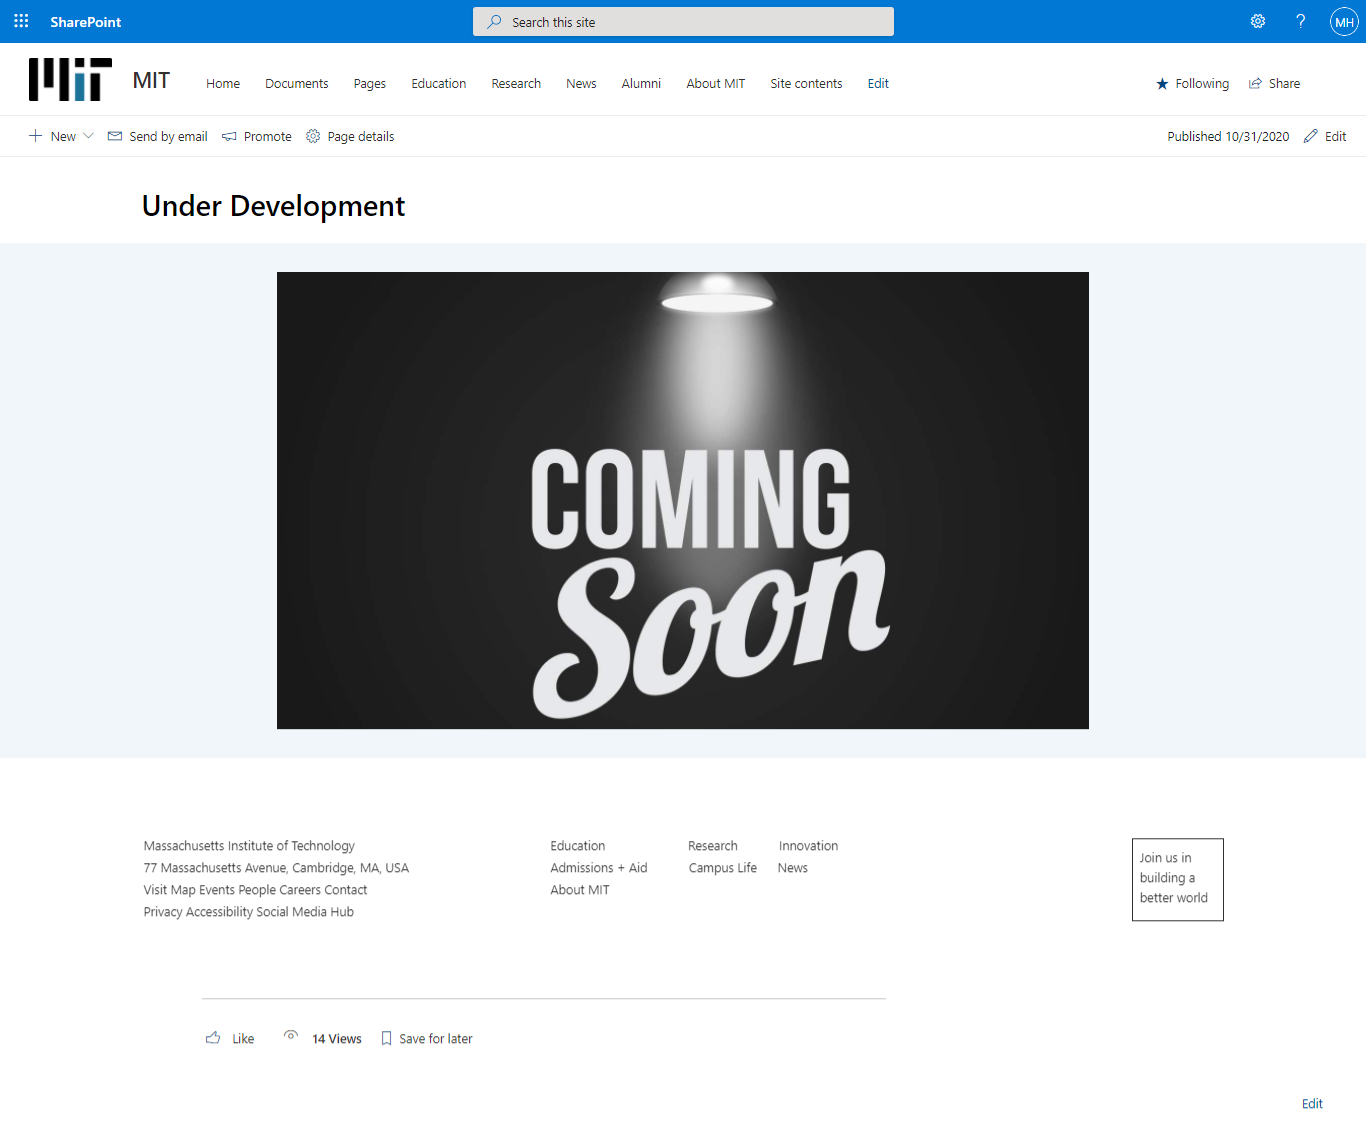 SharePoint
Search this site
?
MH
MIT
MIT
Home Documents Pages Education Research News Alumni About MIT Site contents Edit
Following Share
New Send by email Promote Page details
Published 10/31/2020 Edit
Under Development
COMING
Soon
Massachusetts Institute of Technology
77 Massachusetts Avenue, Cambridge, MA, USA
Visit Map Events People Careers Contact
Privacy Accessibility Social Media Hub
Education Research Innovation
Admissions + Aid Campus Life News
About MIT
Join us in
building a
better world
Like 14 Views Save for later
Edit